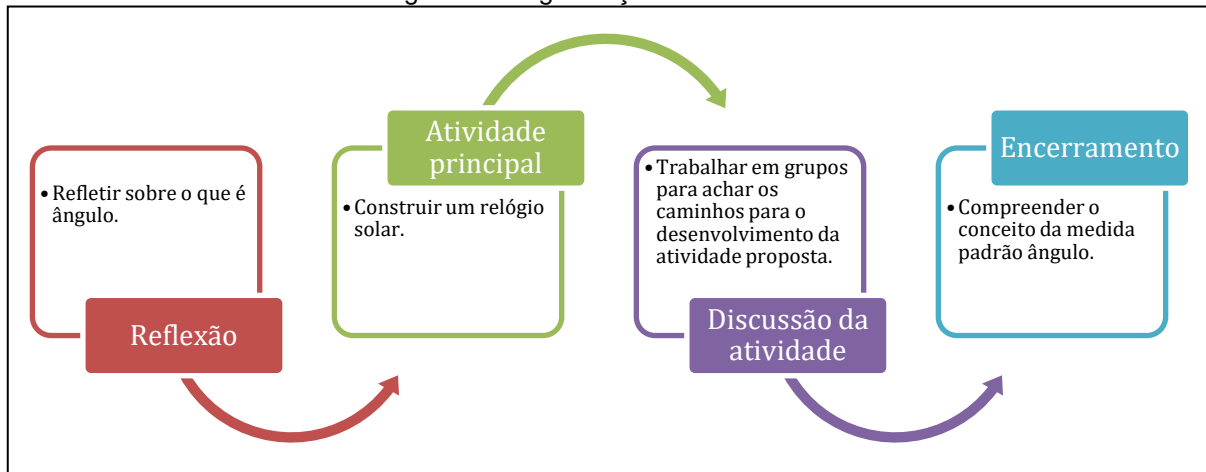 • Refletir sobre o que é
ângulo.
Reflexão
Atividade
principal
• Construir um relógio
solar.
• Trabalhar em grupos
para achar os
caminhos para o
desenvolvimento da
atividade proposta.
Discussão da
atividade
Encerramento
• Compreender o
conceito da medida
padrão ângulo.